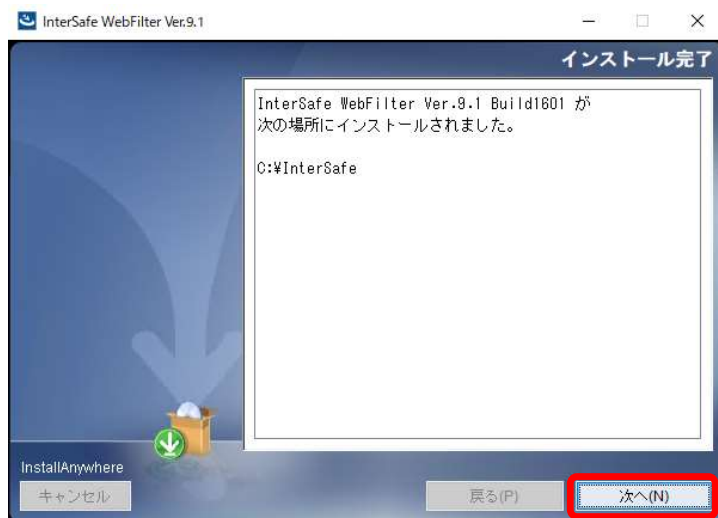 InterSafe WebFilter Ver.9.1
インストール完了
InterSafe WebFilter Ver.9.1 Build1601 が
次の場所にインストールされました。
C:¥InterSafe
InstallAnywhere
キャンセル
戻る(P)
次へ(N)